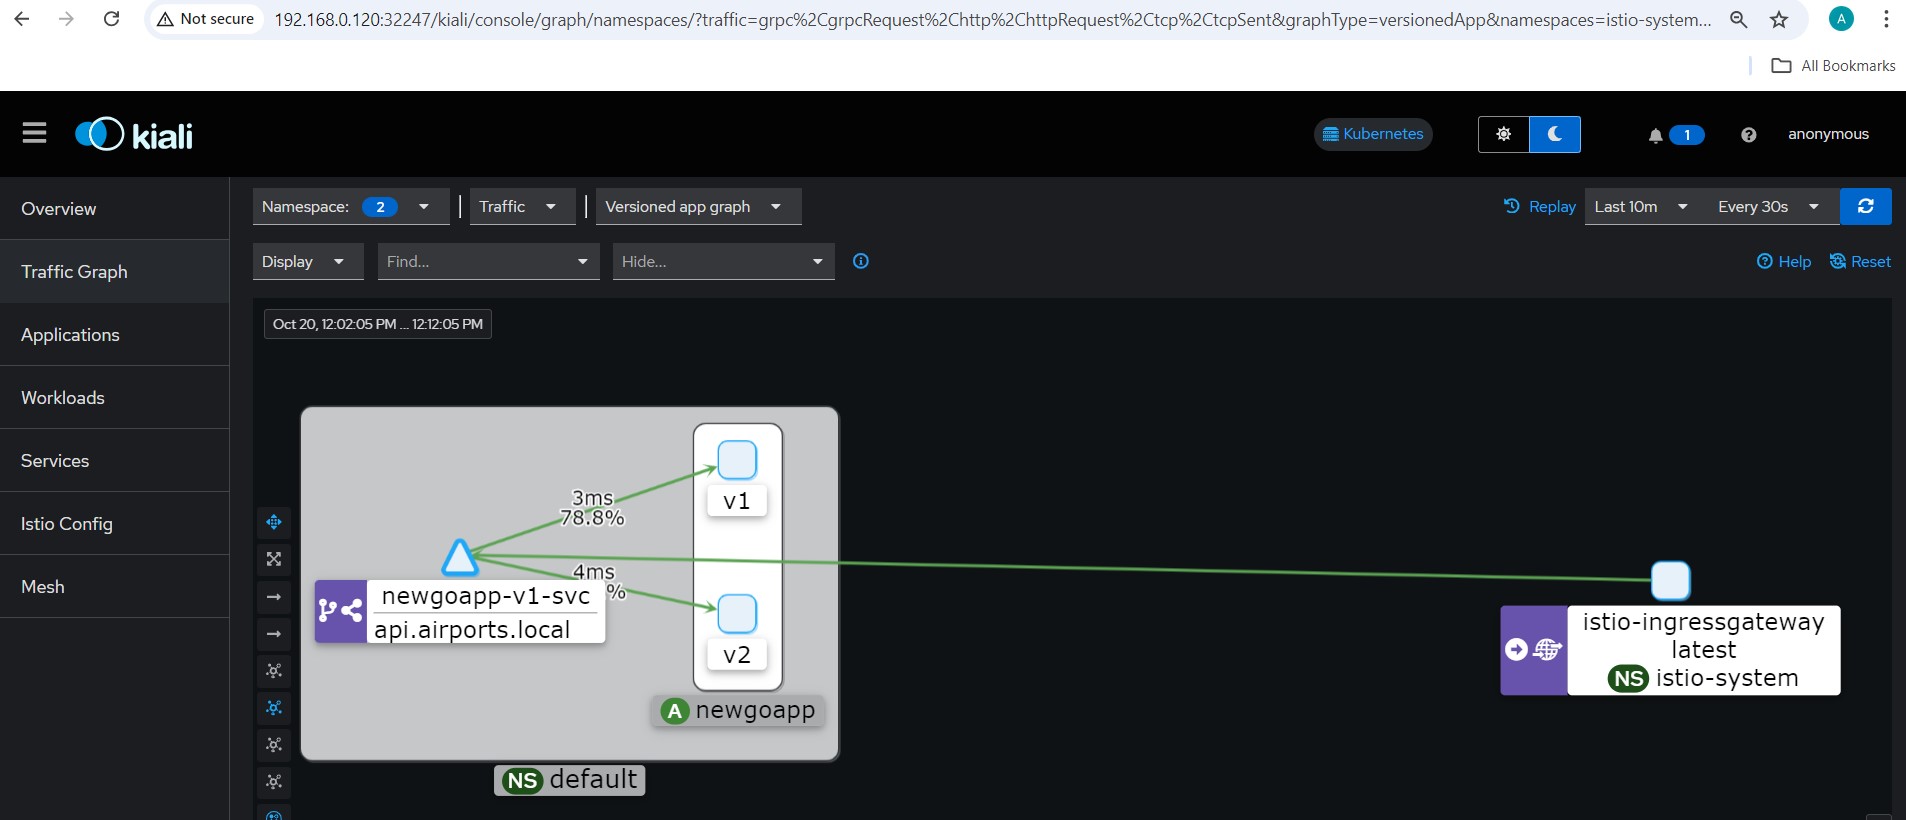 Not secure
192.168.0.120:32247/kiali/console/graph/namespaces/?traffic=grpc%2CgrpcRequest%2Chttp%2ChttpRequest%2Ctcp%2CtcpSent&graphType=versionedApp&namespaces=istio-system...
A
All Bookmarks
kiali
Kubernetes
1
anonymous
Overview
Traffic Graph
Applications
Workloads
Services
Istio Config
Mesh
Namespace: 2
Traffic
Versioned app graph
Replay
Last 10m
Every 30s
Display
Find...
Hide...
Help
Reset
Oct 20, 12:02:05 PM ... 12:12:05 PM
3ms
78.8%
v1
4ms
%
newgoapp-v1-svc
api.airports.local
v2
A newgoapp
NS default
istio-ingressgateway
latest
NS istio-system